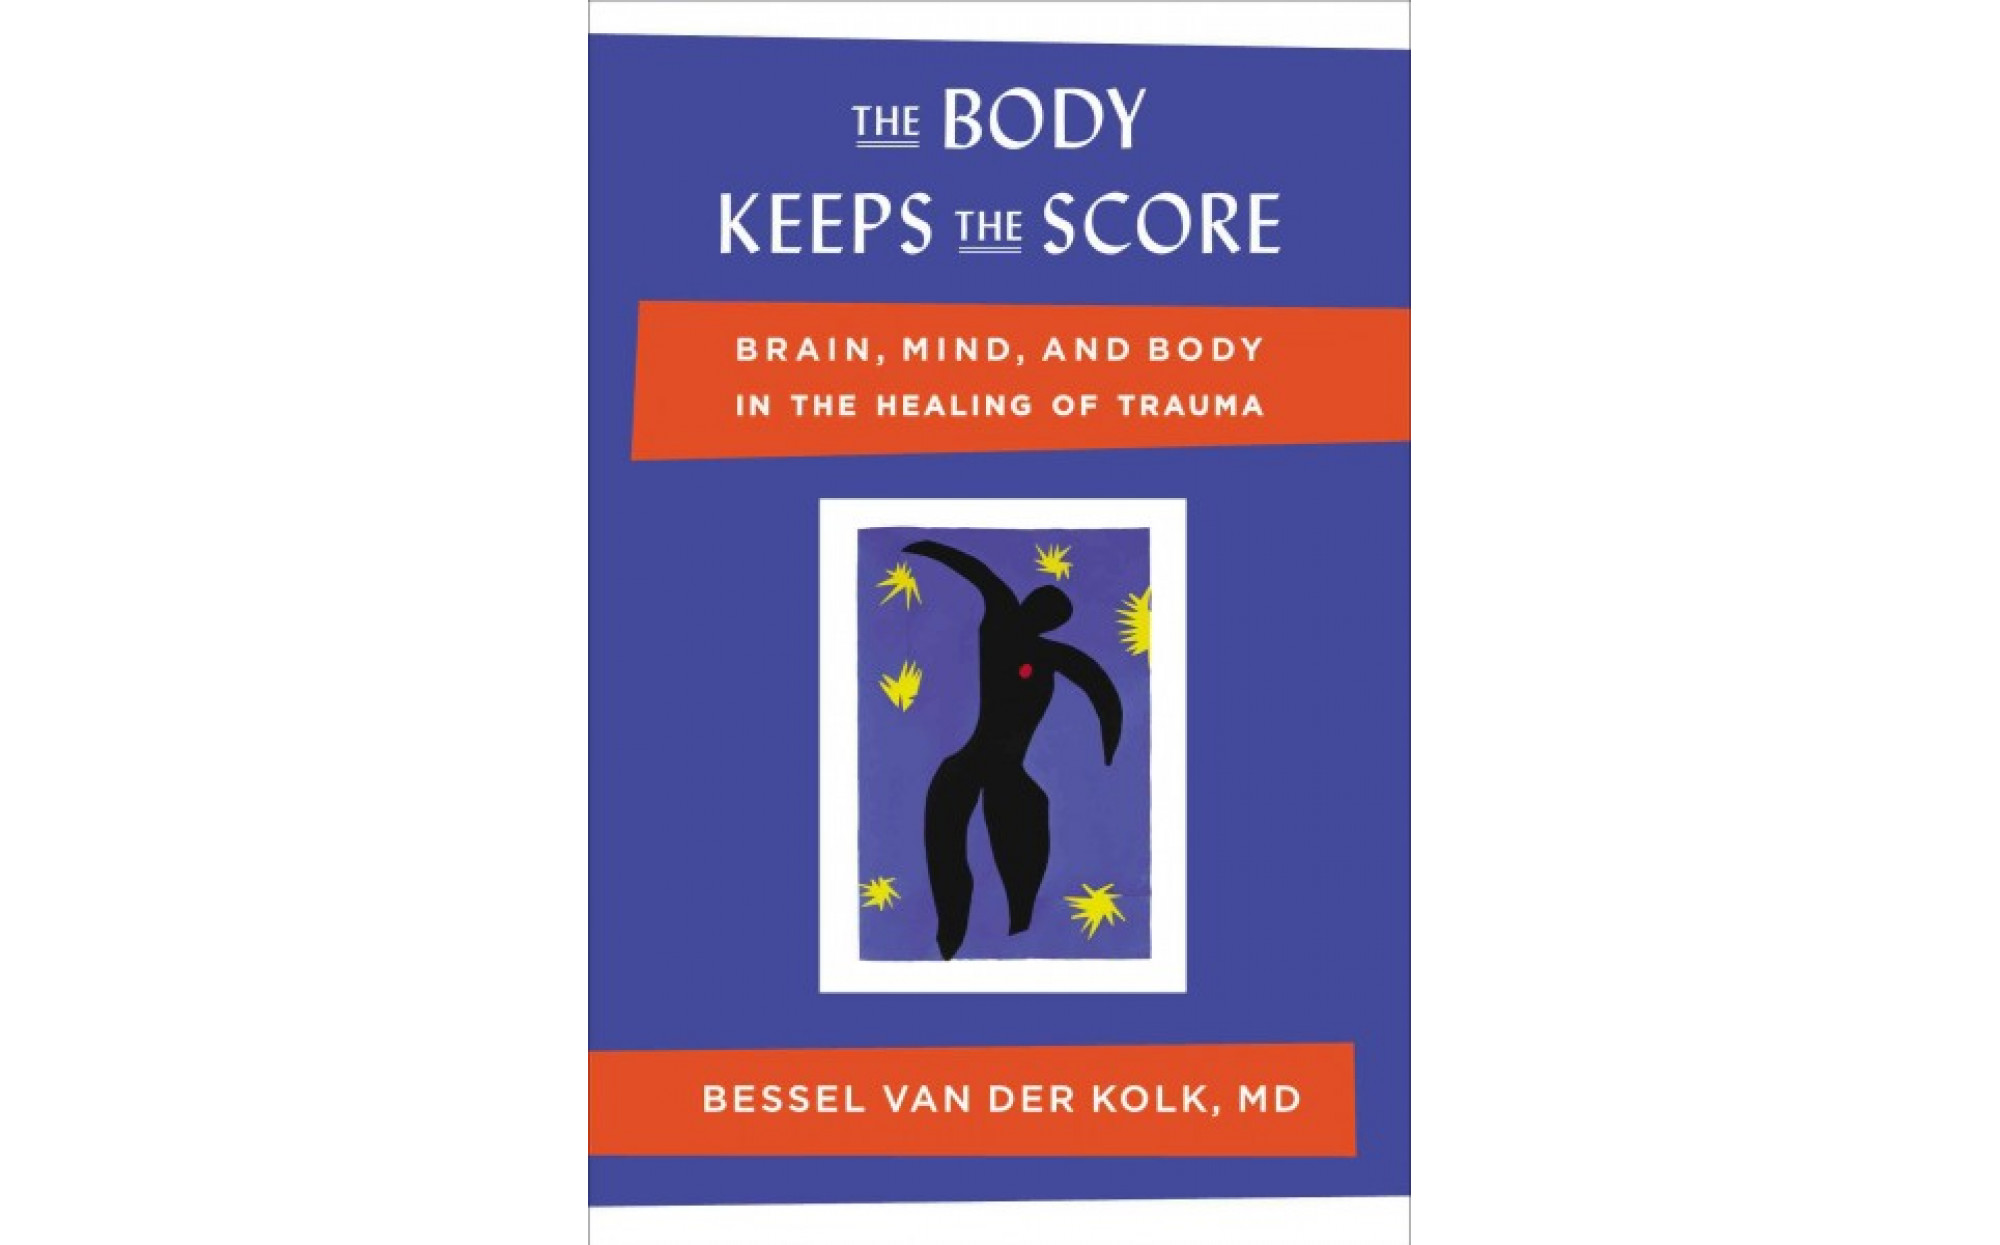 THE BODY
KEEPS THE SCORE
BRAIN, MIND, AND BODY
IN THE HEALING OF TRAUMA
BESSEL VAN DER KOLK, MD